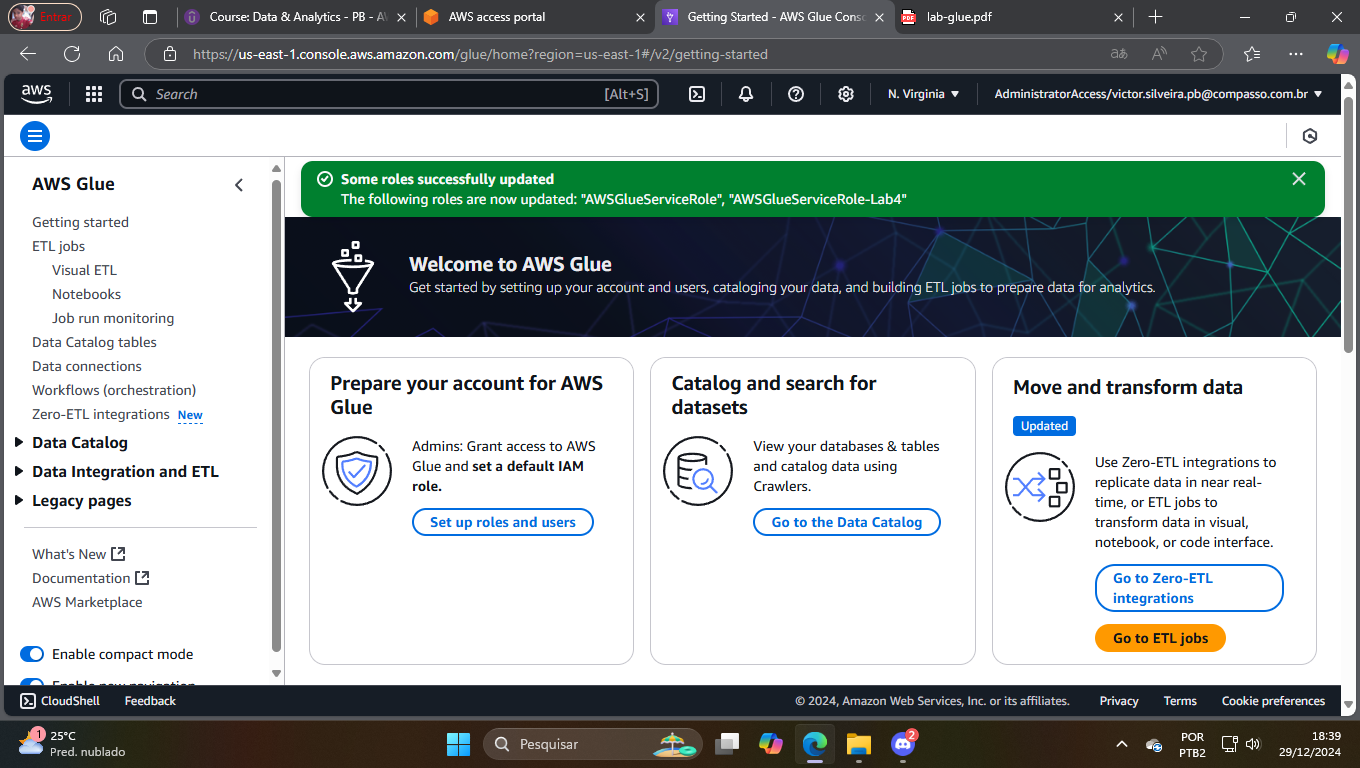 Entrar
Course: Data & Analytics - PB - AW
AWS access portal
Getting Started - AWS Glue Conso
lab-glue.pdf
https://us-east-1.console.aws.amazon.com/glue/home?region=us-east-1#/v2/getting-started
aws
Search
[Alt+S]
N. Virginia
AdministratorAccess/victor.silveira.pb@compasso.com.br
AWS Glue
Getting started
ETL jobs
Visual ETL
Notebooks
Job run monitoring
Data Catalog tables
Data connections
Workflows (orchestration)
Zero-ETL integrations New
Data Catalog
Data Integration and ETL
Legacy pages
What's New
Documentation
AWS Marketplace
Enable compact mode
Enable new navigation
Some roles successfully updated
The following roles are now updated: "AWSGlueServiceRole", "AWSGlueServiceRole-Lab4"
Welcome to AWS Glue
Get started by setting up your account and users, cataloging your data, and building ETL jobs to prepare data for analytics.
Prepare your account for AWS
Glue
Admins: Grant access to AWS
Glue and set a default IAM
role.
Set up roles and users
Catalog and search for
datasets
View your databases & tables
and catalog data using
Crawlers.
Go to the Data Catalog
Move and transform data
Updated
Use Zero-ETL integrations to
replicate data in near real-
time, or ETL jobs to
transform data in visual,
notebook, or code interface.
Go to Zero-ETL
integrations
Go to ETL jobs
CloudShell
Feedback
© 2024, Amazon Web Services, Inc. or its affiliates.
Privacy
Terms
Cookie preferences
1
25°C
Pred. nublado
Pesquisar
2
POR
PTB2
18:39
29/12/2024